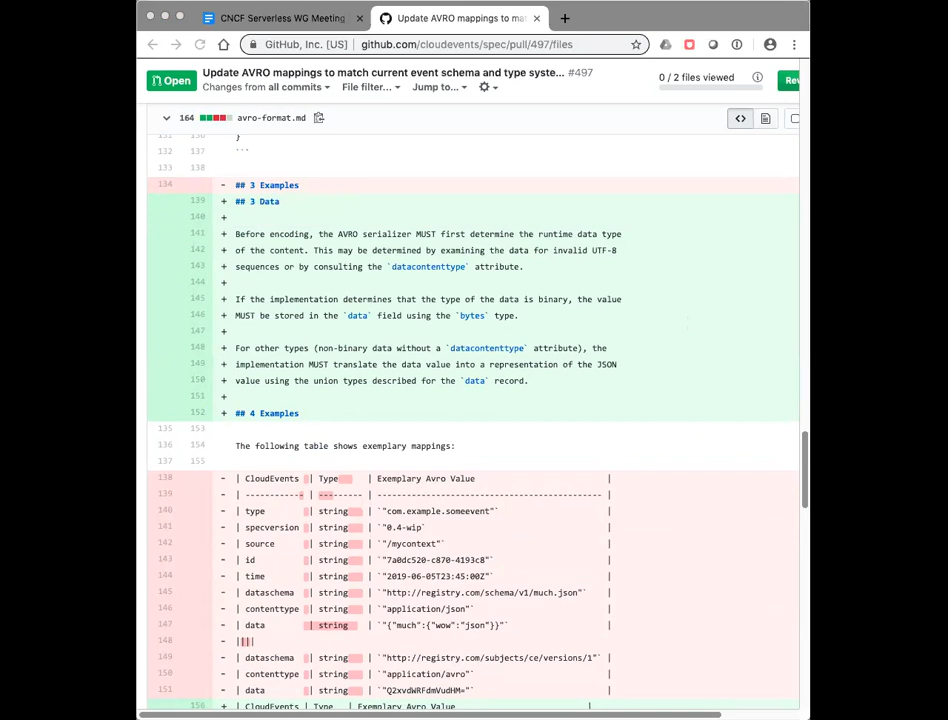 CNCF Serverless WG Meeting × Update AVRO mappings to mat × +
GitHub, Inc. [US] | github.com/cloudevents/spec/pull/497/files
Open Update AVRO mappings to match current event schema and type syste... #497 0 / 2 files viewed Rev
Changes from all commits File filter... Jump to...
164 avro-format.md <>
131 136 }
132 137 ```
133 138
134 - ## 3 Examples
139 + ## 3 Data
140 +
141 + Before encoding, the AVRO serializer MUST first determine the runtime data type
142 + of the content. This may be determined by examining the data for invalid UTF-8
143 + sequences or by consulting the `datacontenttype` attribute.
144 +
145 + If the implementation determines that the type of the data is binary, the value
146 + MUST be stored in the `data` field using the `bytes` type.
147 +
148 + For other types (non-binary data without a `datacontenttype` attribute), the
149 + implementation MUST translate the data value into a representation of the JSON
150 + value using the union types described for the `data` record.
151 +
152 + ## 4 Examples
135 153
136 154 The following table shows exemplary mappings:
137 155
138 - | CloudEvents | Type | Exemplary Avro Value |
139 - | ----------- | -------- | ----------------------------------------------- |
140 - | type | string | `"com.example.someevent"` |
141 - | specversion | string | `"0.4-wip` |
142 - | source | string | `"/mycontext"` |
143 - | id | string | `"7a0dc520-c870-4193c8"` |
144 - | time | string | `"2019-06-05T23:45:00Z"` |
145 - | dataschema | string | `"http://registry.com/schema/v1/much.json"` |
146 - | contenttype | string | `"application/json"` |
147 - | data | string | `"{"much":{"wow":"json"}}"` |
148 - ||||
149 - | dataschema | string | `"http://registry.com/subjects/ce/versions/1"` |
150 - | contenttype | string | `"application/avro"` |
151 - | data | string | `"Q2xvdWRFdmVudHM="` |
156 + | CloudEvents | Type | Exemplary Avro Value |